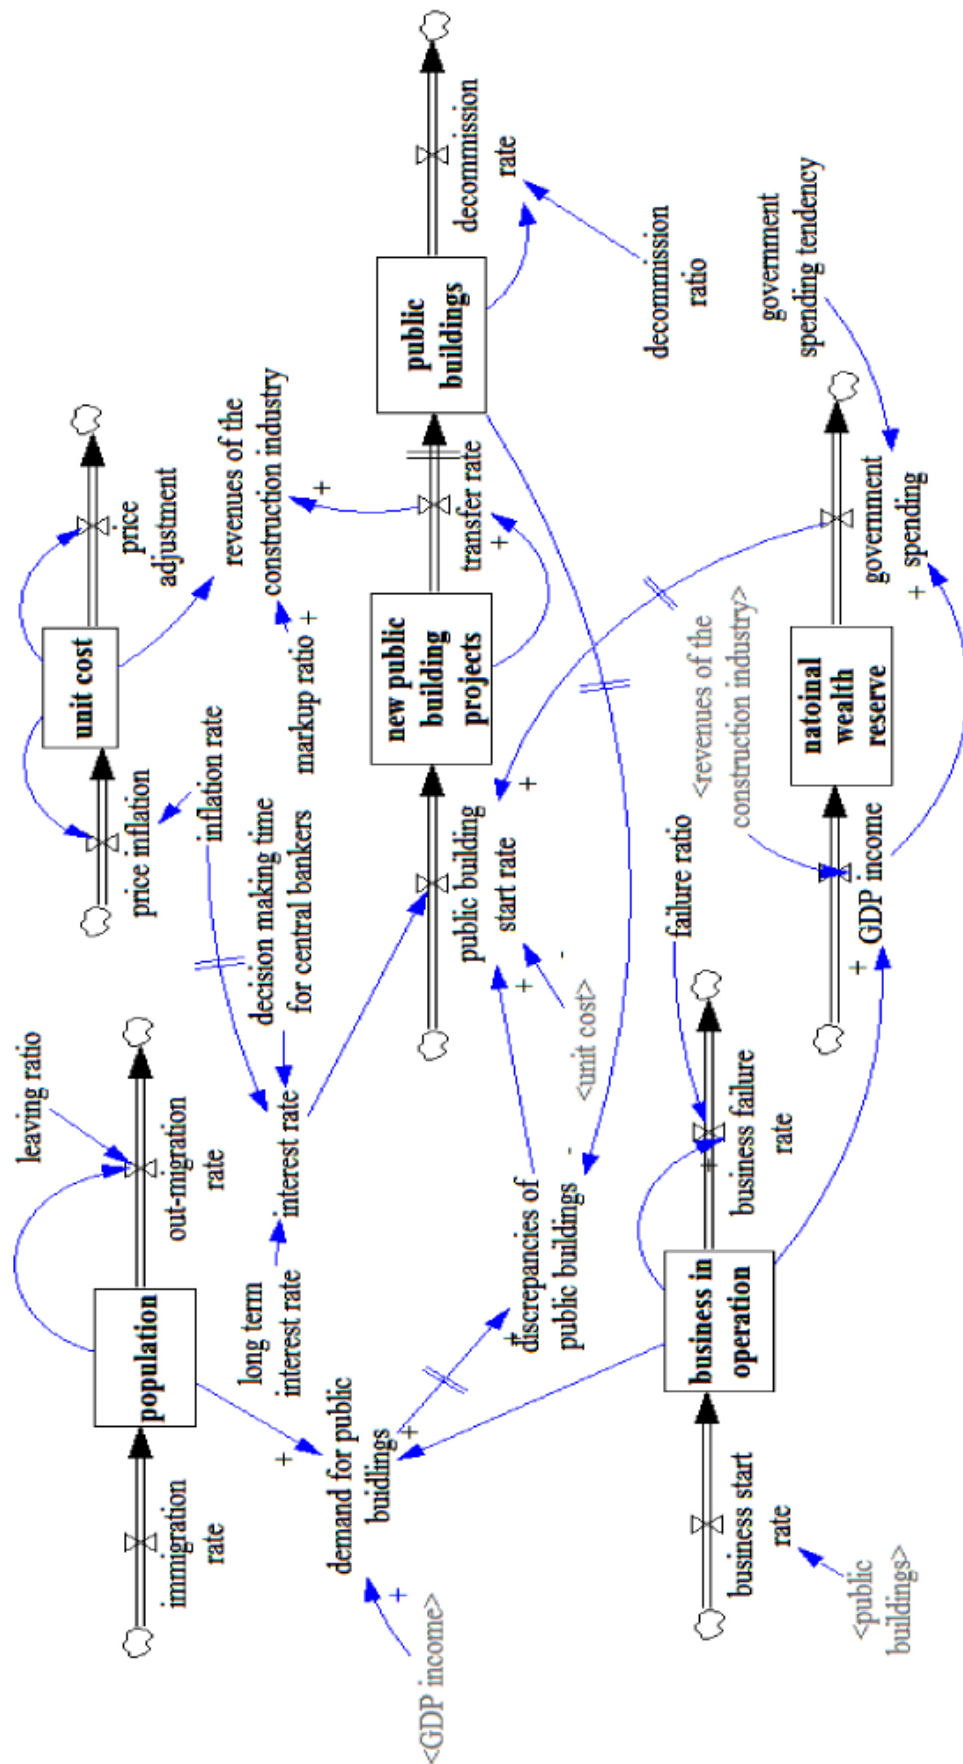 leaving ratio
immigration
rate
population
out-migration
rate
price inflation
unit cost
price
adjustment
inflation rate
long term
interest rate
interest rate
decision making time
for central bankers
markup ratio
+
revenues of the
construction industry
+
+
demand for public
buidlings
+
<GDP income>
+
+
discrepancies of
public buildings
-
public building
start rate
+
-
+
<unit cost>
new public
building
projects
transfer rate
+
public
buildings
decommission
rate
decommission
ratio
<public
buildings>
business start
rate
business in
operation
+
business failure
rate
failure ratio
<revenues of the
construction industry>
+
GDP income
natoinal
wealth
reserve
government
spending
+
government
spending tendency